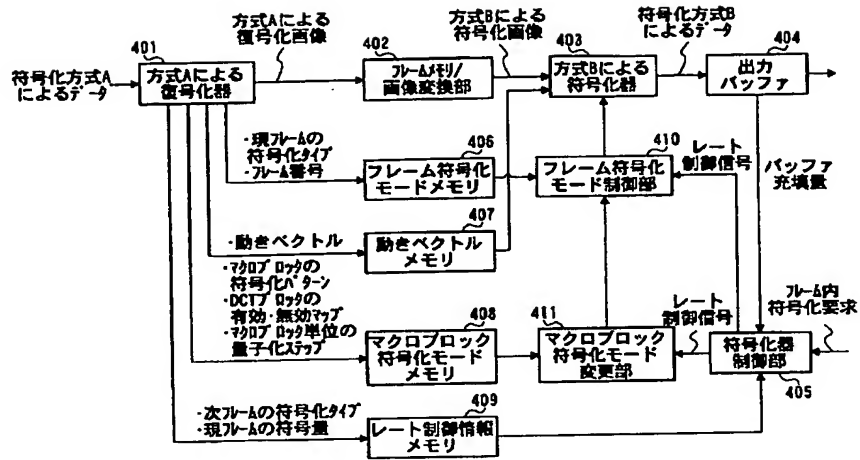 方式Aによる
復号化画像
方式Bによる
符号化画像
符号化方式B
によるデータ
401
402
403
404
符号化方式A
によるデータ
方式Aによる
復号化器
フレームメモリ/
画像変換部
方式Bによる
符号化器
出力
バッファ
・現フレームの
符号化タイプ
・フレーム番号
406
フレーム符号化
モードメモリ
410
フレーム符号化
モード制御部
レート
制御信号
バッファ
充填量
・動きベクトル
407
動きベクトル
メモリ
・マクロブロックの
符号化パターン
・DCTブロックの
有効・無効マップ
・マクロブロック単位の
量子化ステップ
408
マクロブロック
符号化モード
メモリ
411
マクロブロック
符号化モード
変更部
レート
制御信号
フレーム内
符号化要求
符号化器
制御部
405
・次フレームの符号化タイプ
・現フレームの符号量
409
レート制御情報
メモリ